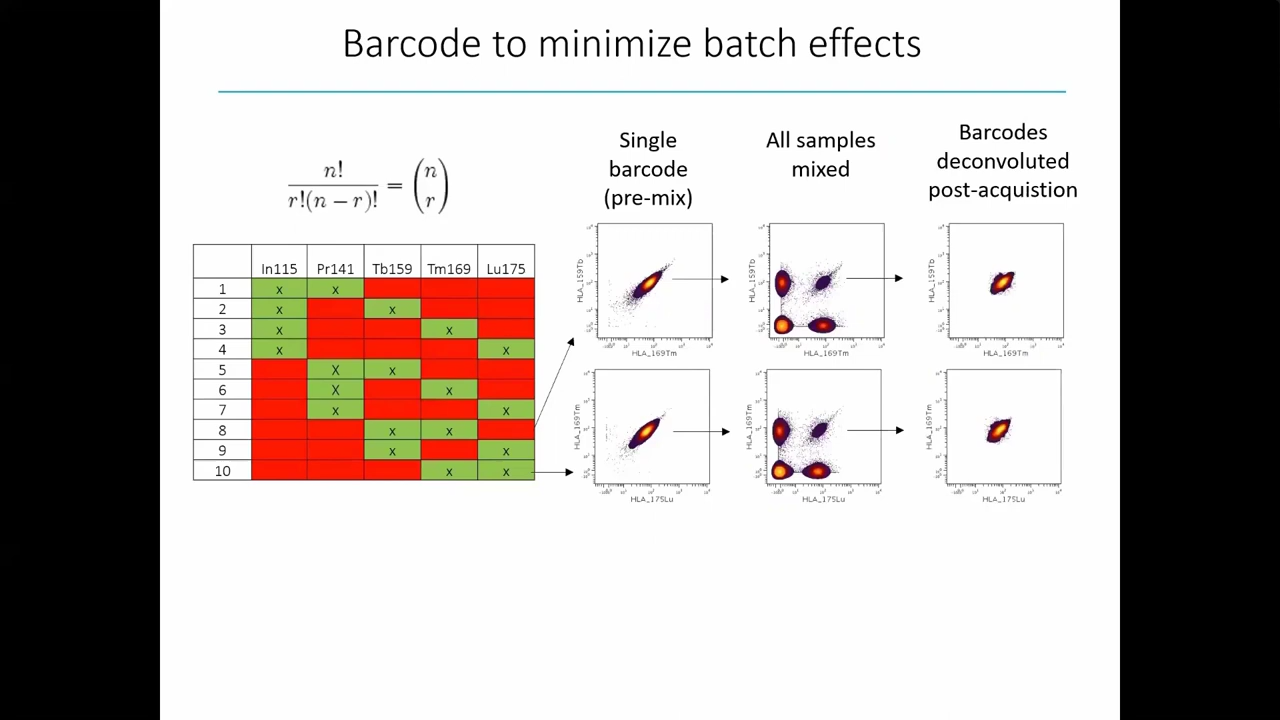 Barcode to minimize batch effects
n!
r!(n − r)!
=
(n
r)
In115 Pr141 Tb159 Tm169 Lu175
1 x x
2 x x
3 x x
4 x x
5 X x
6 X x
7 x x
8 x x
9 x x
10 x x
Single
barcode
(pre-mix)
All samples
mixed
Barcodes
deconvoluted
post-acquistion
HLA_159Tb
HLA_169Tm
HLA_159Tb
HLA_169Tm
HLA_159Tb
HLA_169Tm
HLA_169Tm
HLA_175Lu
HLA_169Tm
HLA_175Lu
HLA_169Tm
HLA_175Lu